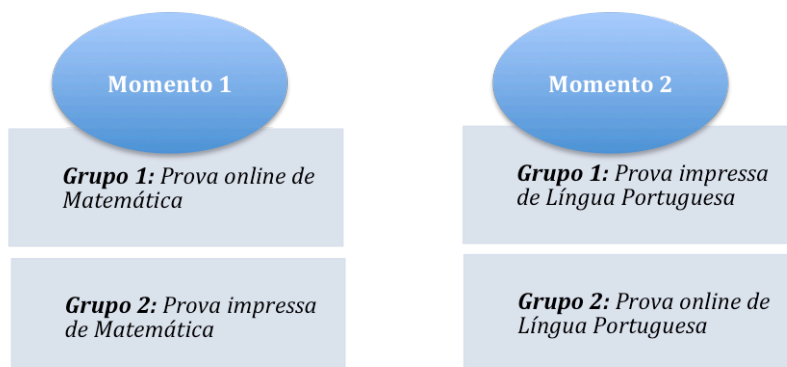 Momento 1
Grupo 1: Prova online de
Matemática
Grupo 2: Prova impressa
de Matemática
Momento 2
Grupo 1: Prova impressa
de Língua Portuguesa
Grupo 2: Prova online de
Língua Portuguesa